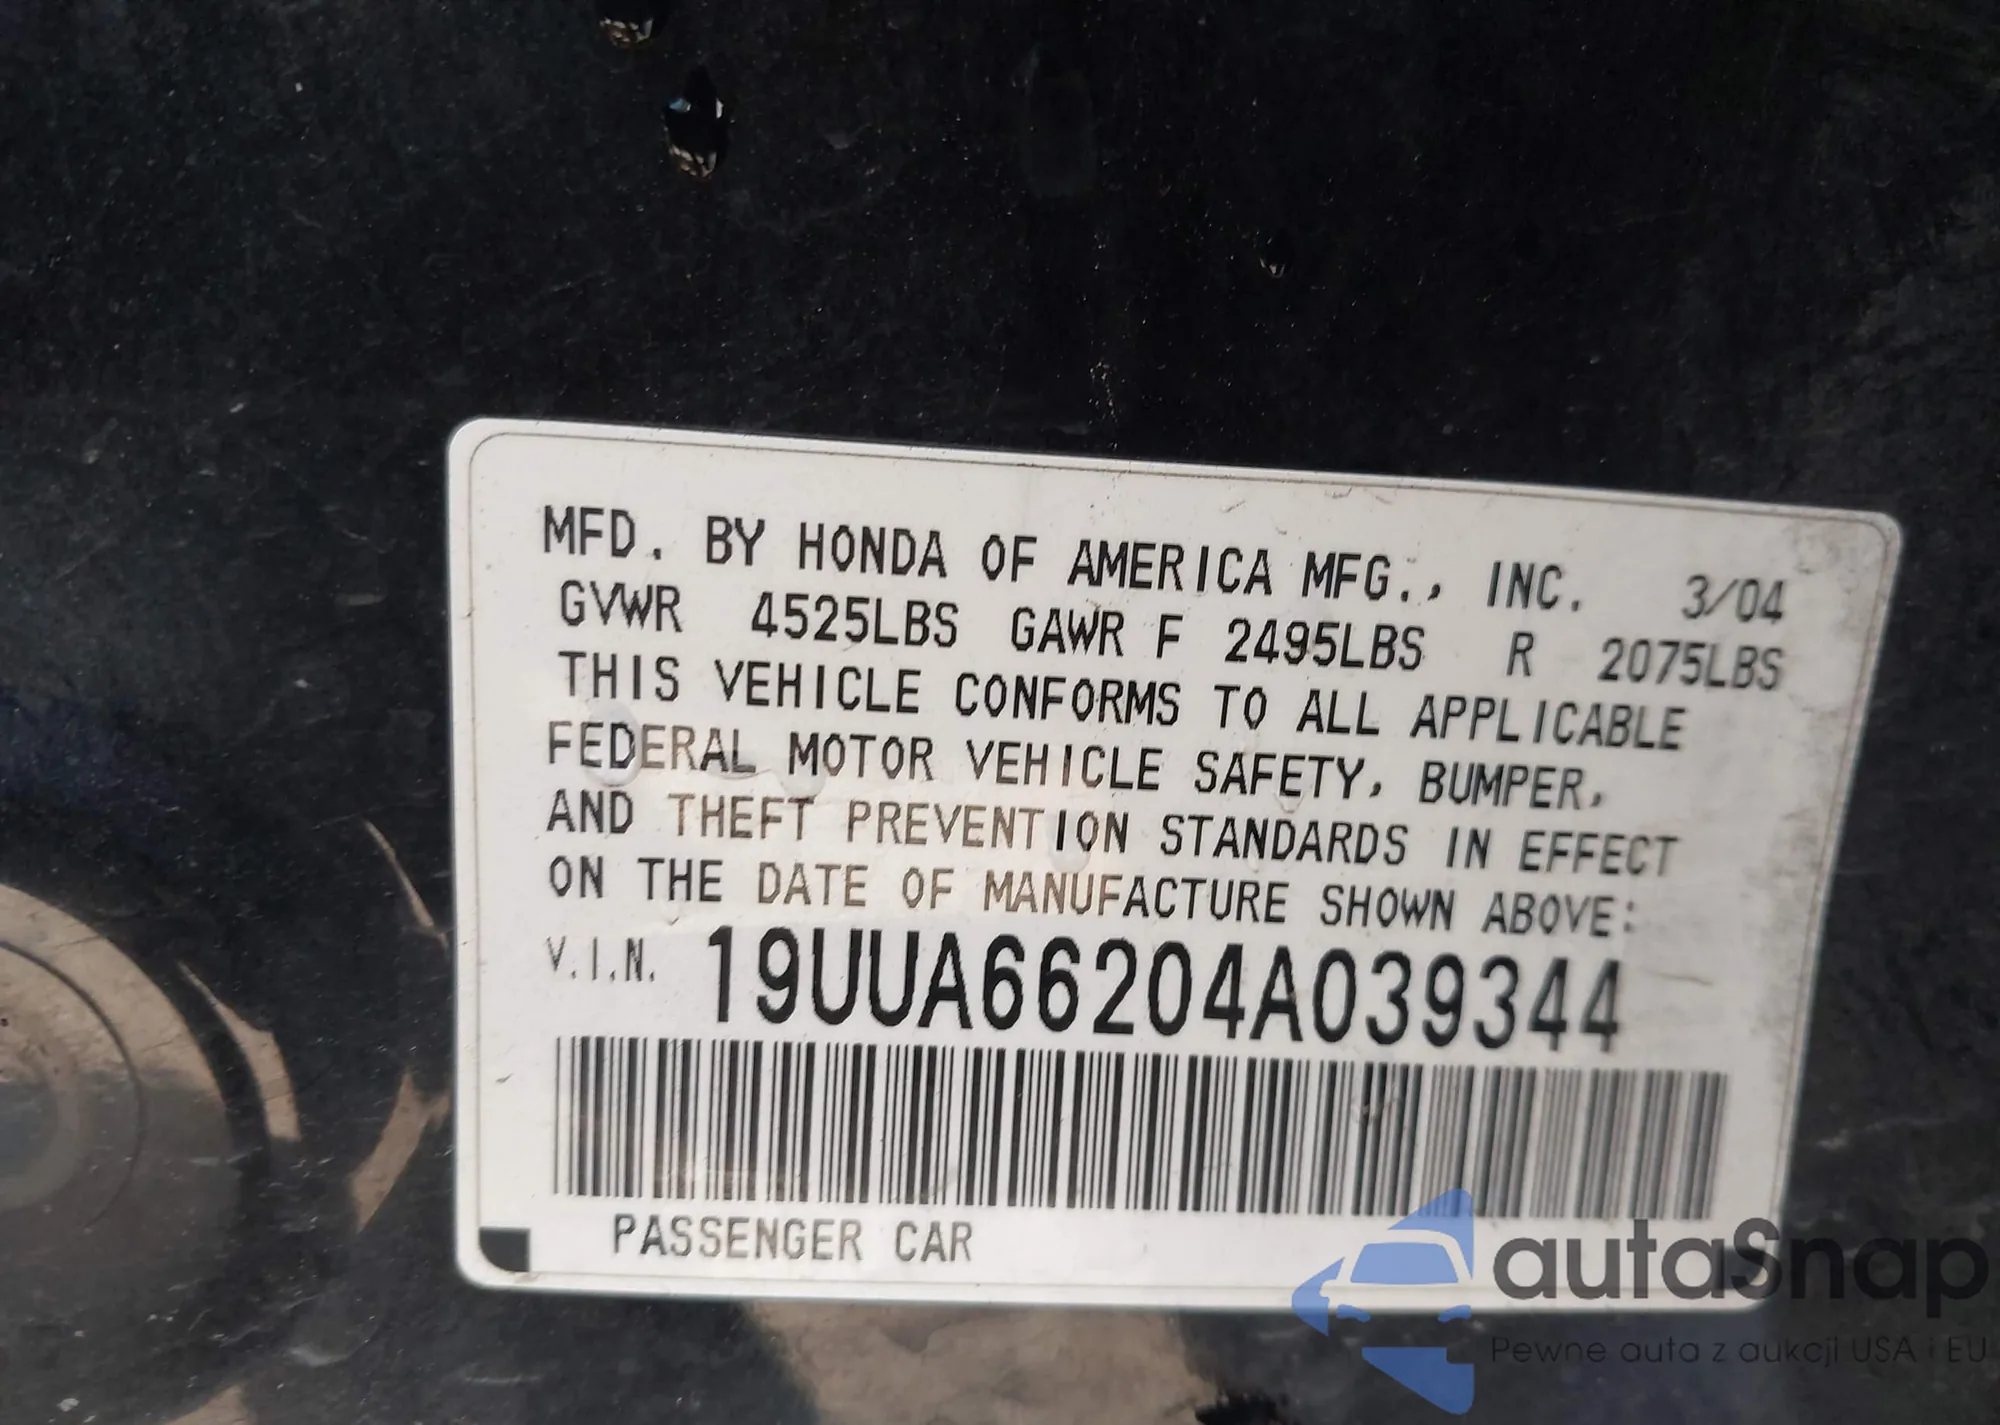 MFD. BY HONDA OF AMERICA MFG., INC. 3/04
GVWR 4525LBS GAWR F 2495LBS R 2075LBS
THIS VEHICLE CONFORMS TO ALL APPLICABLE
FEDERAL MOTOR VEHICLE SAFETY, BUMPER,
AND THEFT PREVENTION STANDARDS IN EFFECT
ON THE DATE OF MANUFACTURE SHOWN ABOVE:
V.I.N. 19UUA66204A039344
PASSENGER CAR
autaSnap
Pewne auta z aukcji USA i EU